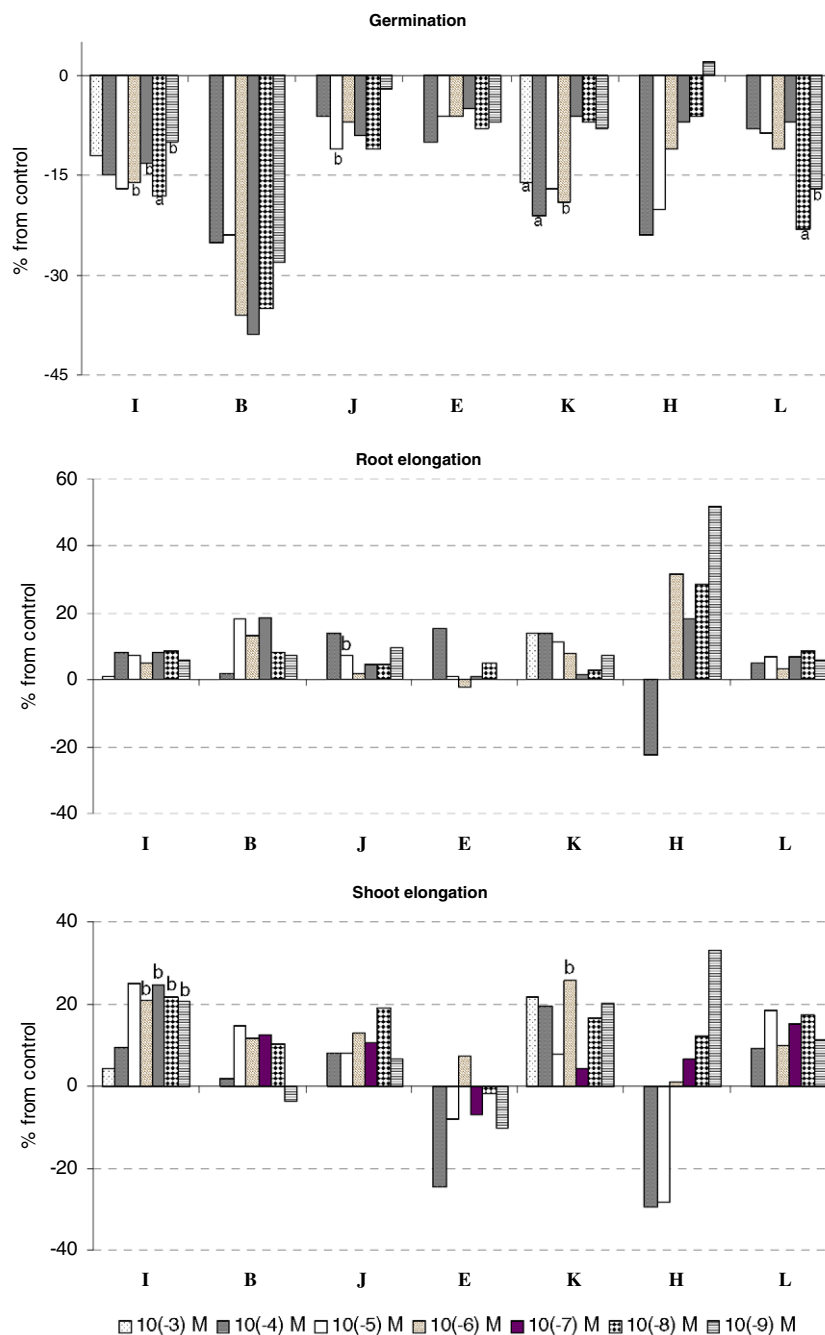 Germination
0
-15
-30
-45
% from control
b b a b
b
a a b
a b
I B J E K H L
Root elongation
60
40
20
0
-20
-40
% from control
b
I B J E K H L
Shoot elongation
40
20
0
-20
-40
% from control
b b b b
b
I B J E K H L
10(-3) M 10(-4) M 10(-5) M 10(-6) M 10(-7) M 10(-8) M 10(-9) M